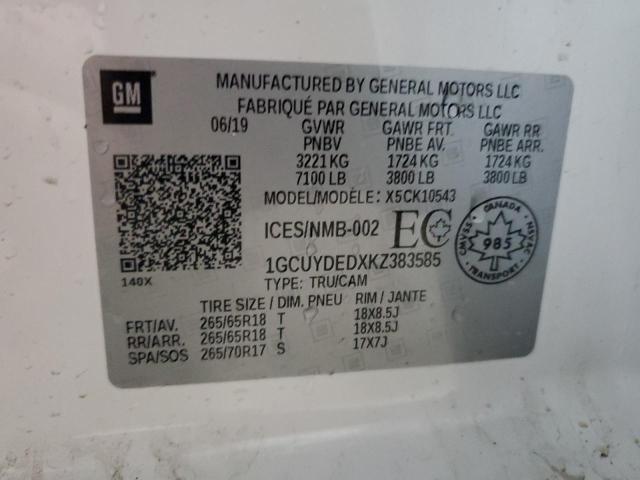 GM
MANUFACTURED BY GENERAL MOTORS LLC
FABRIQUÉ PAR GENERAL MOTORS LLC
06/19 GVWR GAWR FRT. GAWR RR
PNBV PNBE AV. PNBE ARR.
3221 KG 1724 KG 1724 KG
7100 LB 3800 LB 3800 LB
MODEL/MODÈLE: X5CK10543
ICES/NMB-002 EC
CANADA
985
TRANSPORT
CMVSS
NSVAC
1GCUYDEDXKZ383585
140X
TYPE: TRU/CAM
TIRE SIZE / DIM. PNEU RIM / JANTE
FRT/AV. 265/65R18 T 18X8.5J
RR/ARR. 265/65R18 T 18X8.5J
SPA/SOS 265/70R17 S 17X7J